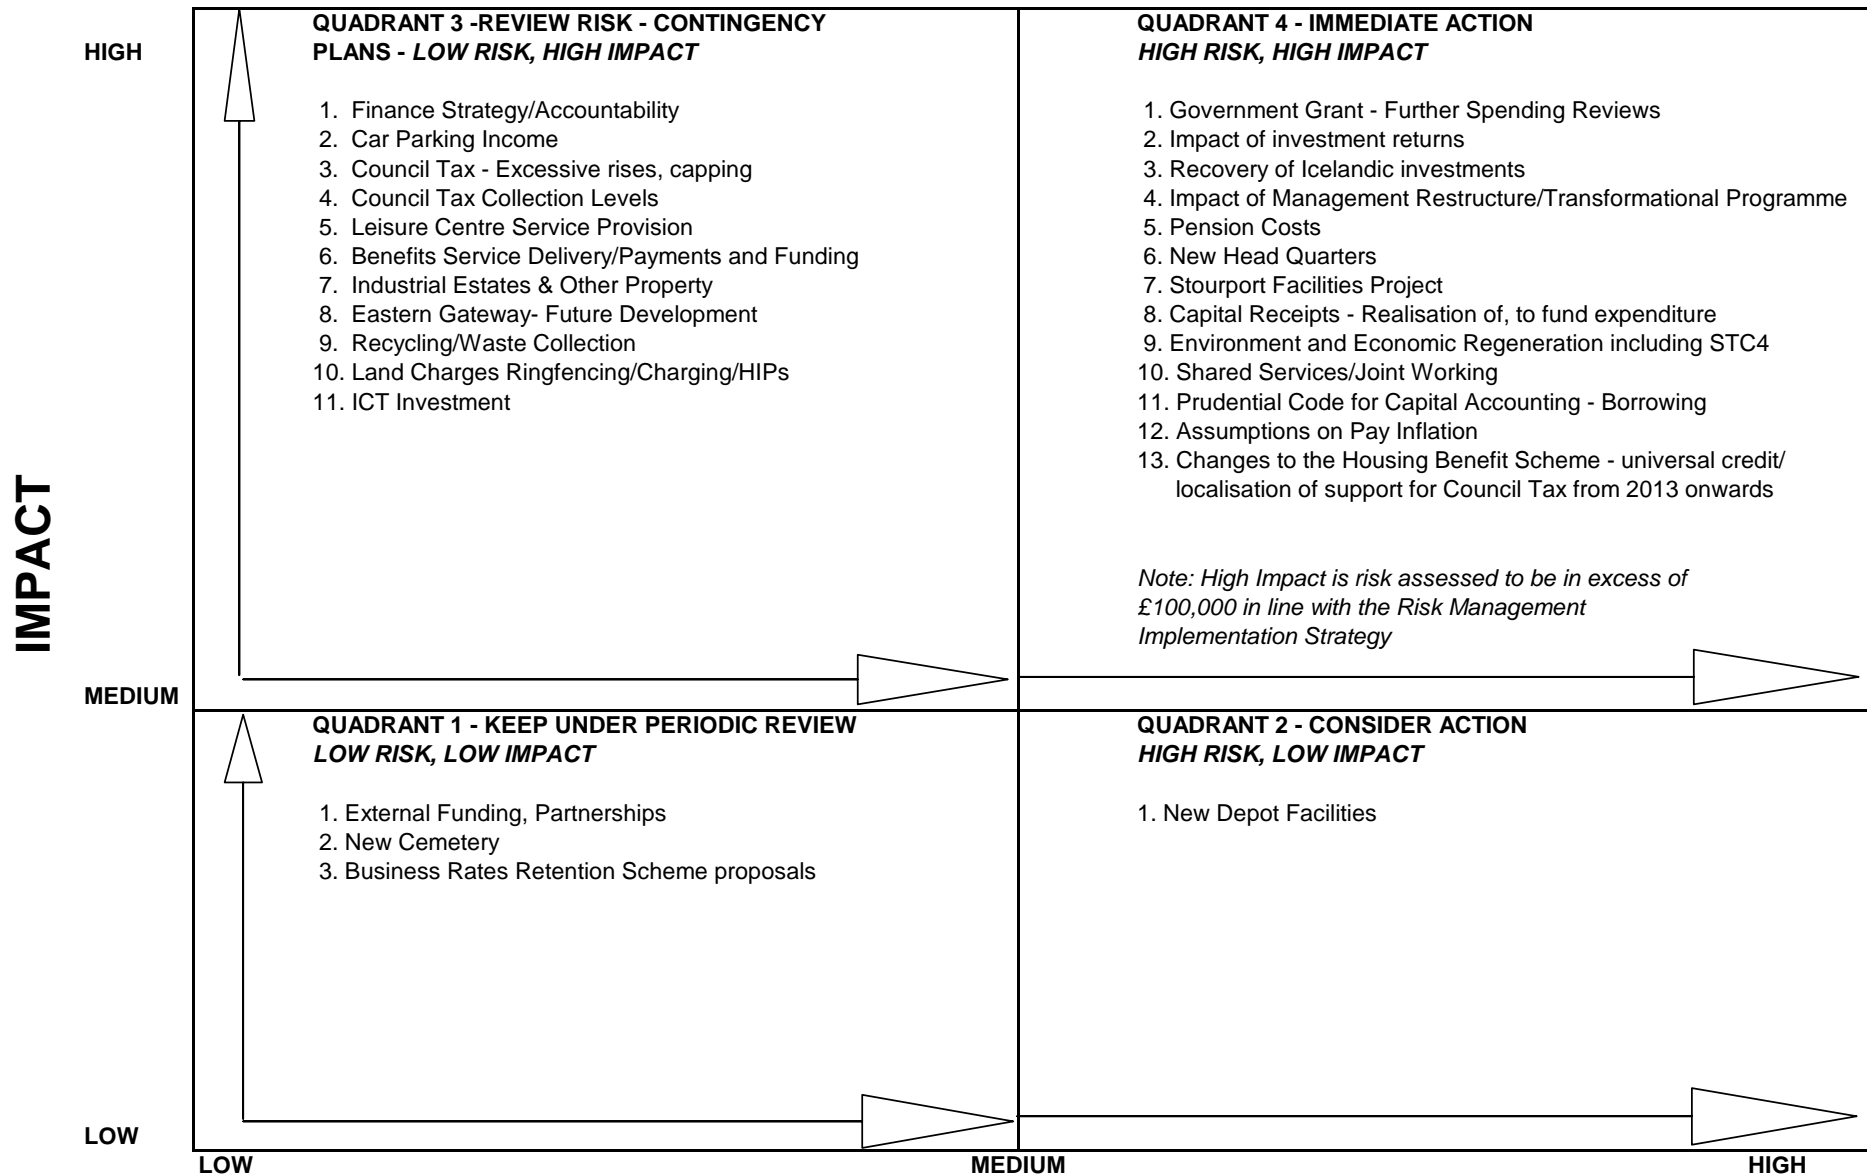 IMPACT
HIGH
MEDIUM
LOW
QUADRANT 3 -REVIEW RISK - CONTINGENCY
PLANS - LOW RISK, HIGH IMPACT
1. Finance Strategy/Accountability
2. Car Parking Income
3. Council Tax - Excessive rises, capping
4. Council Tax Collection Levels
5. Leisure Centre Service Provision
6. Benefits Service Delivery/Payments and Funding
7. Industrial Estates & Other Property
8. Eastern Gateway- Future Development
9. Recycling/Waste Collection
10. Land Charges Ringfencing/Charging/HIPs
11. ICT Investment
QUADRANT 4 - IMMEDIATE ACTION
HIGH RISK, HIGH IMPACT
1. Government Grant - Further Spending Reviews
2. Impact of investment returns
3. Recovery of Icelandic investments
4. Impact of Management Restructure/Transformational Programme
5. Pension Costs
6. New Head Quarters
7. Stourport Facilities Project
8. Capital Receipts - Realisation of, to fund expenditure
9. Environment and Economic Regeneration including STC4
10. Shared Services/Joint Working
11. Prudential Code for Capital Accounting - Borrowing
12. Assumptions on Pay Inflation
13. Changes to the Housing Benefit Scheme - universal credit/
localisation of support for Council Tax from 2013 onwards
Note: High Impact is risk assessed to be in excess of
£100,000 in line with the Risk Management
Implementation Strategy
QUADRANT 1 - KEEP UNDER PERIODIC REVIEW
LOW RISK, LOW IMPACT
1. External Funding, Partnerships
2. New Cemetery
3. Business Rates Retention Scheme proposals
QUADRANT 2 - CONSIDER ACTION
HIGH RISK, LOW IMPACT
1. New Depot Facilities
LOW
MEDIUM
HIGH